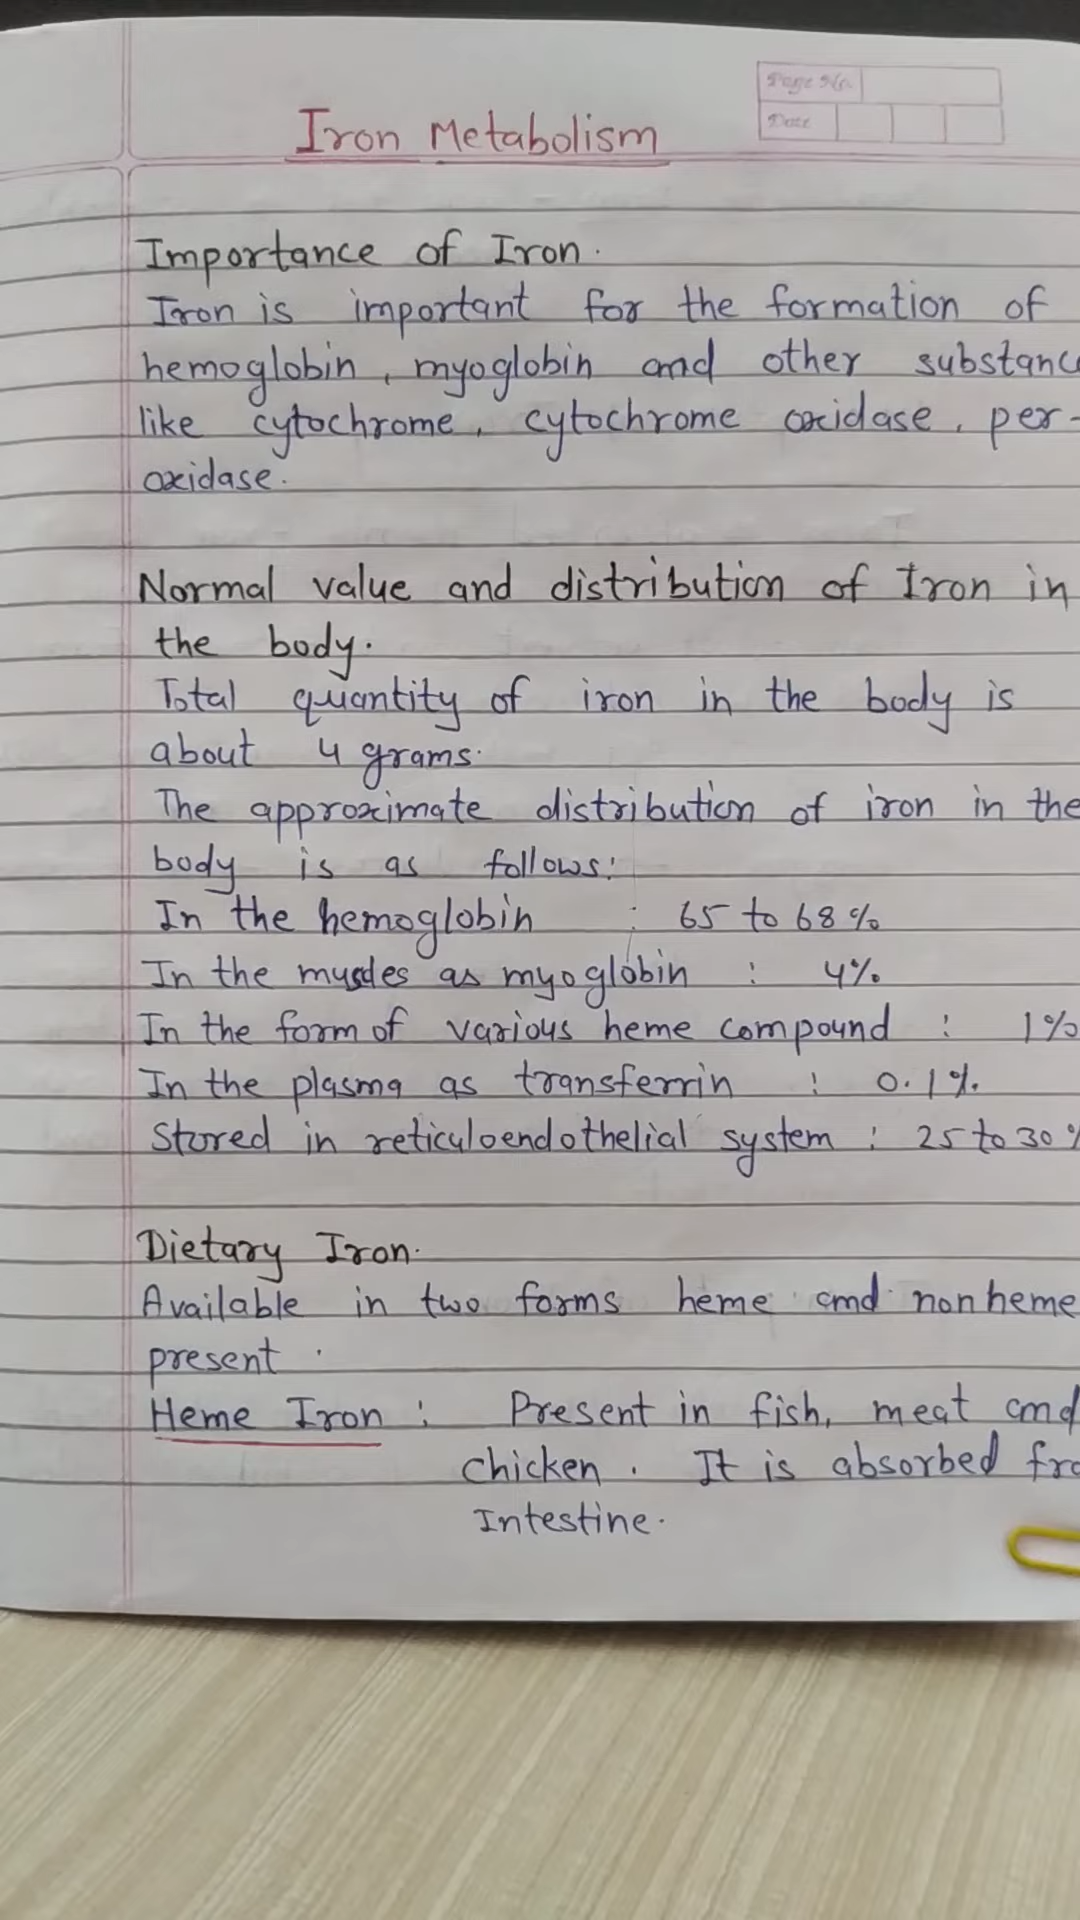 Page No.
Date
Iron Metabolism
Importance of Iron.
Iron is important for the formation of
hemoglobin, myoglobin and other substanc
like cytochrome, cytochrome oxidase, per-
oxidase.
Normal value and distribution of Iron in
the body.
Total quantity of iron in the body is
about 4 grams.
The approximate distribution of iron in the
body is as follows:
In the hemoglobin : 65 to 68%
In the muscles as myoglobin : 4%
In the form of various heme compound : 1%
In the plasma as transferrin : 0.1%
Stored in reticuloendothelial system : 25 to 30%
Dietary Iron.
Available in two forms heme and nonheme
present.
Heme Iron : Present in fish, meat and
chicken. It is absorbed fro
Intestine.